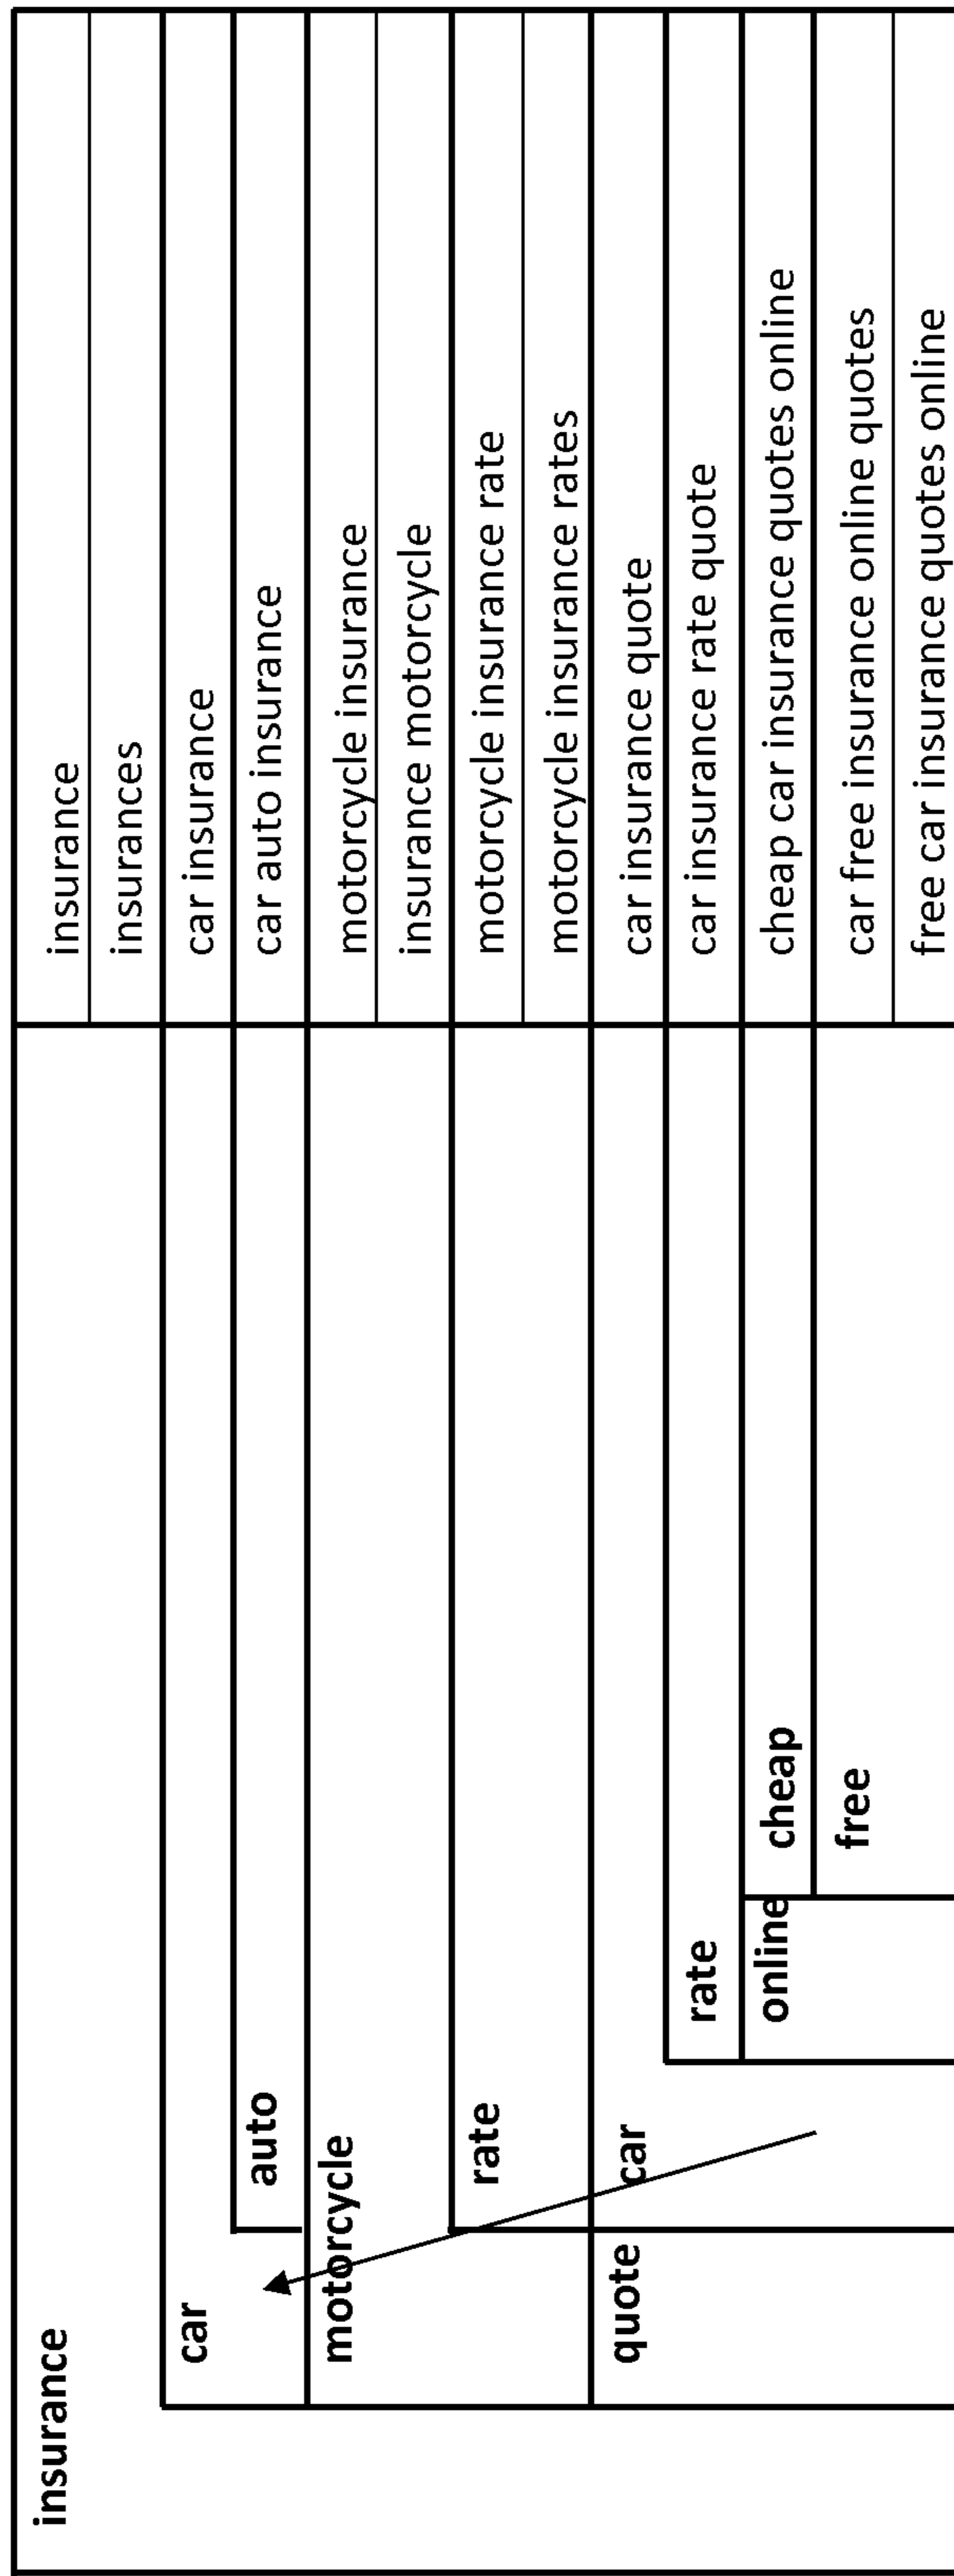 insurance insurance
insurances
car car insurance
auto car auto insurance
motorcycle motorcycle insurance
insurance motorcycle
rate motorcycle insurance rate
motorcycle insurance rates
quote car car insurance quote
rate car insurance rate quote
online cheap cheap car insurance quotes online
free car free insurance online quotes
free car insurance quotes online